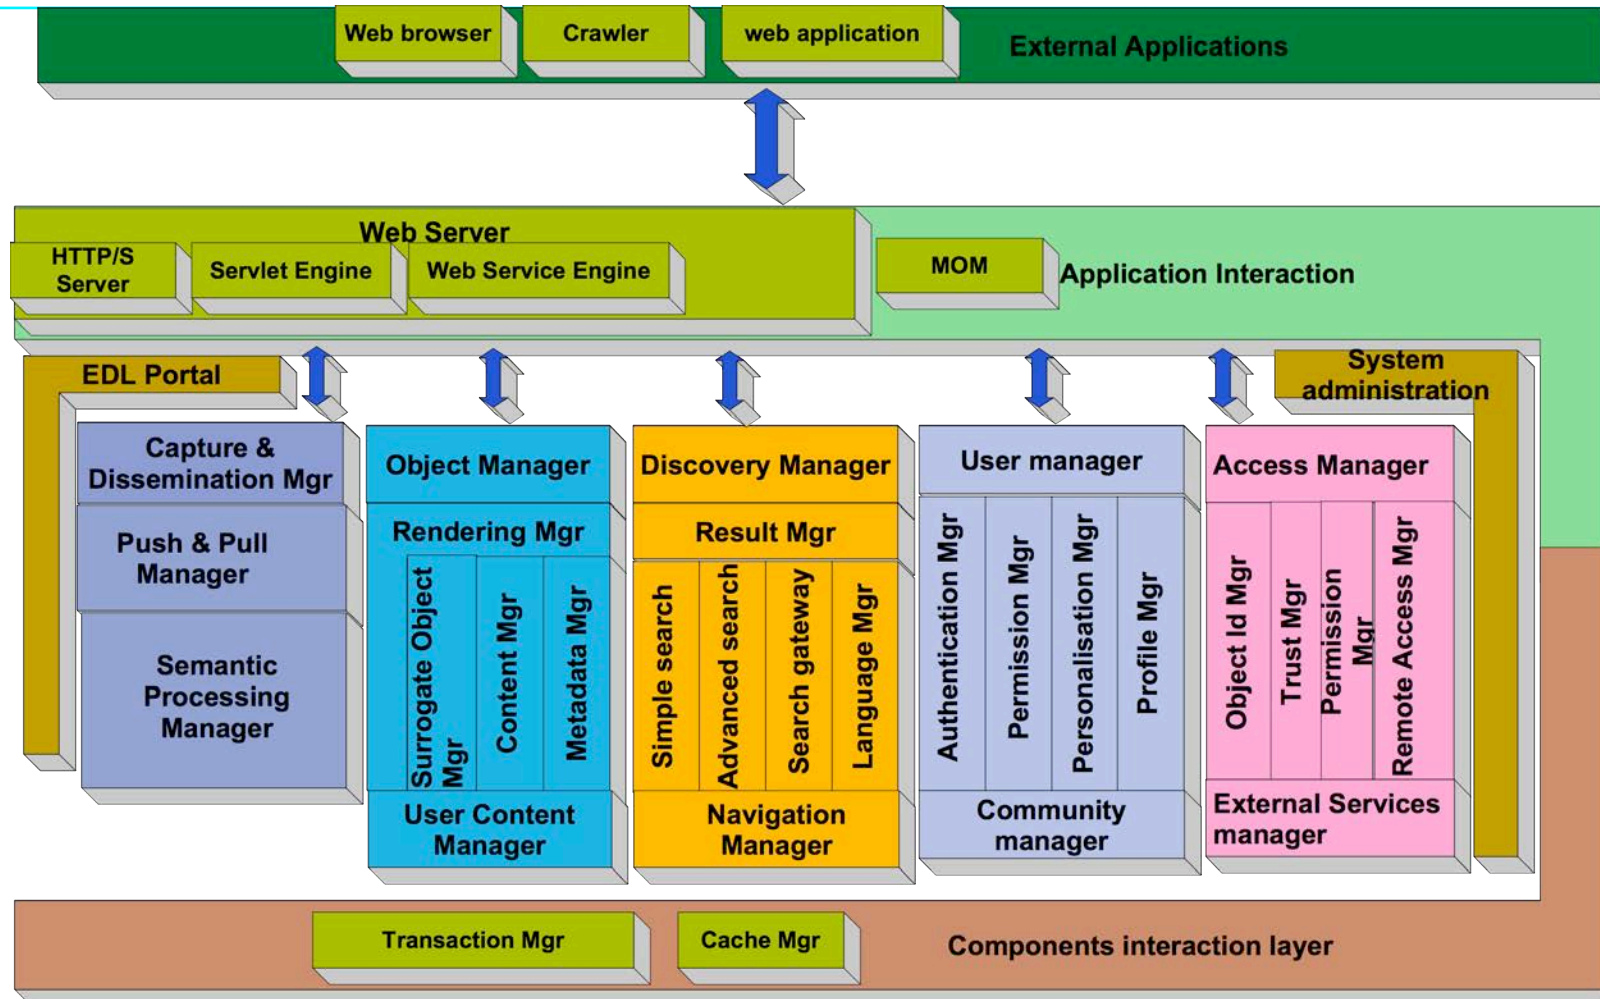 Web browser
Crawler
web application
External Applications
Web Server
HTTP/S
Server
Servlet Engine
Web Service Engine
MOM
Application Interaction
EDL Portal
System
administration
Capture &
Dissemination Mgr
Push & Pull
Manager
Semantic
Processing
Manager
Object Manager
Rendering Mgr
Surrogate Object
Mgr
Content Mgr
Metadata Mgr
User Content
Manager
Discovery Manager
Result Mgr
Simple search
Advanced search
Search gateway
Language Mgr
Navigation
Manager
User manager
Authentication Mgr
Permission Mgr
Personalisation Mgr
Profile Mgr
Community
manager
Access Manager
Object Id Mgr
Trust Mgr
Permission
Mgr
Remote Access Mgr
External Services
manager
Transaction Mgr
Cache Mgr
Components interaction layer